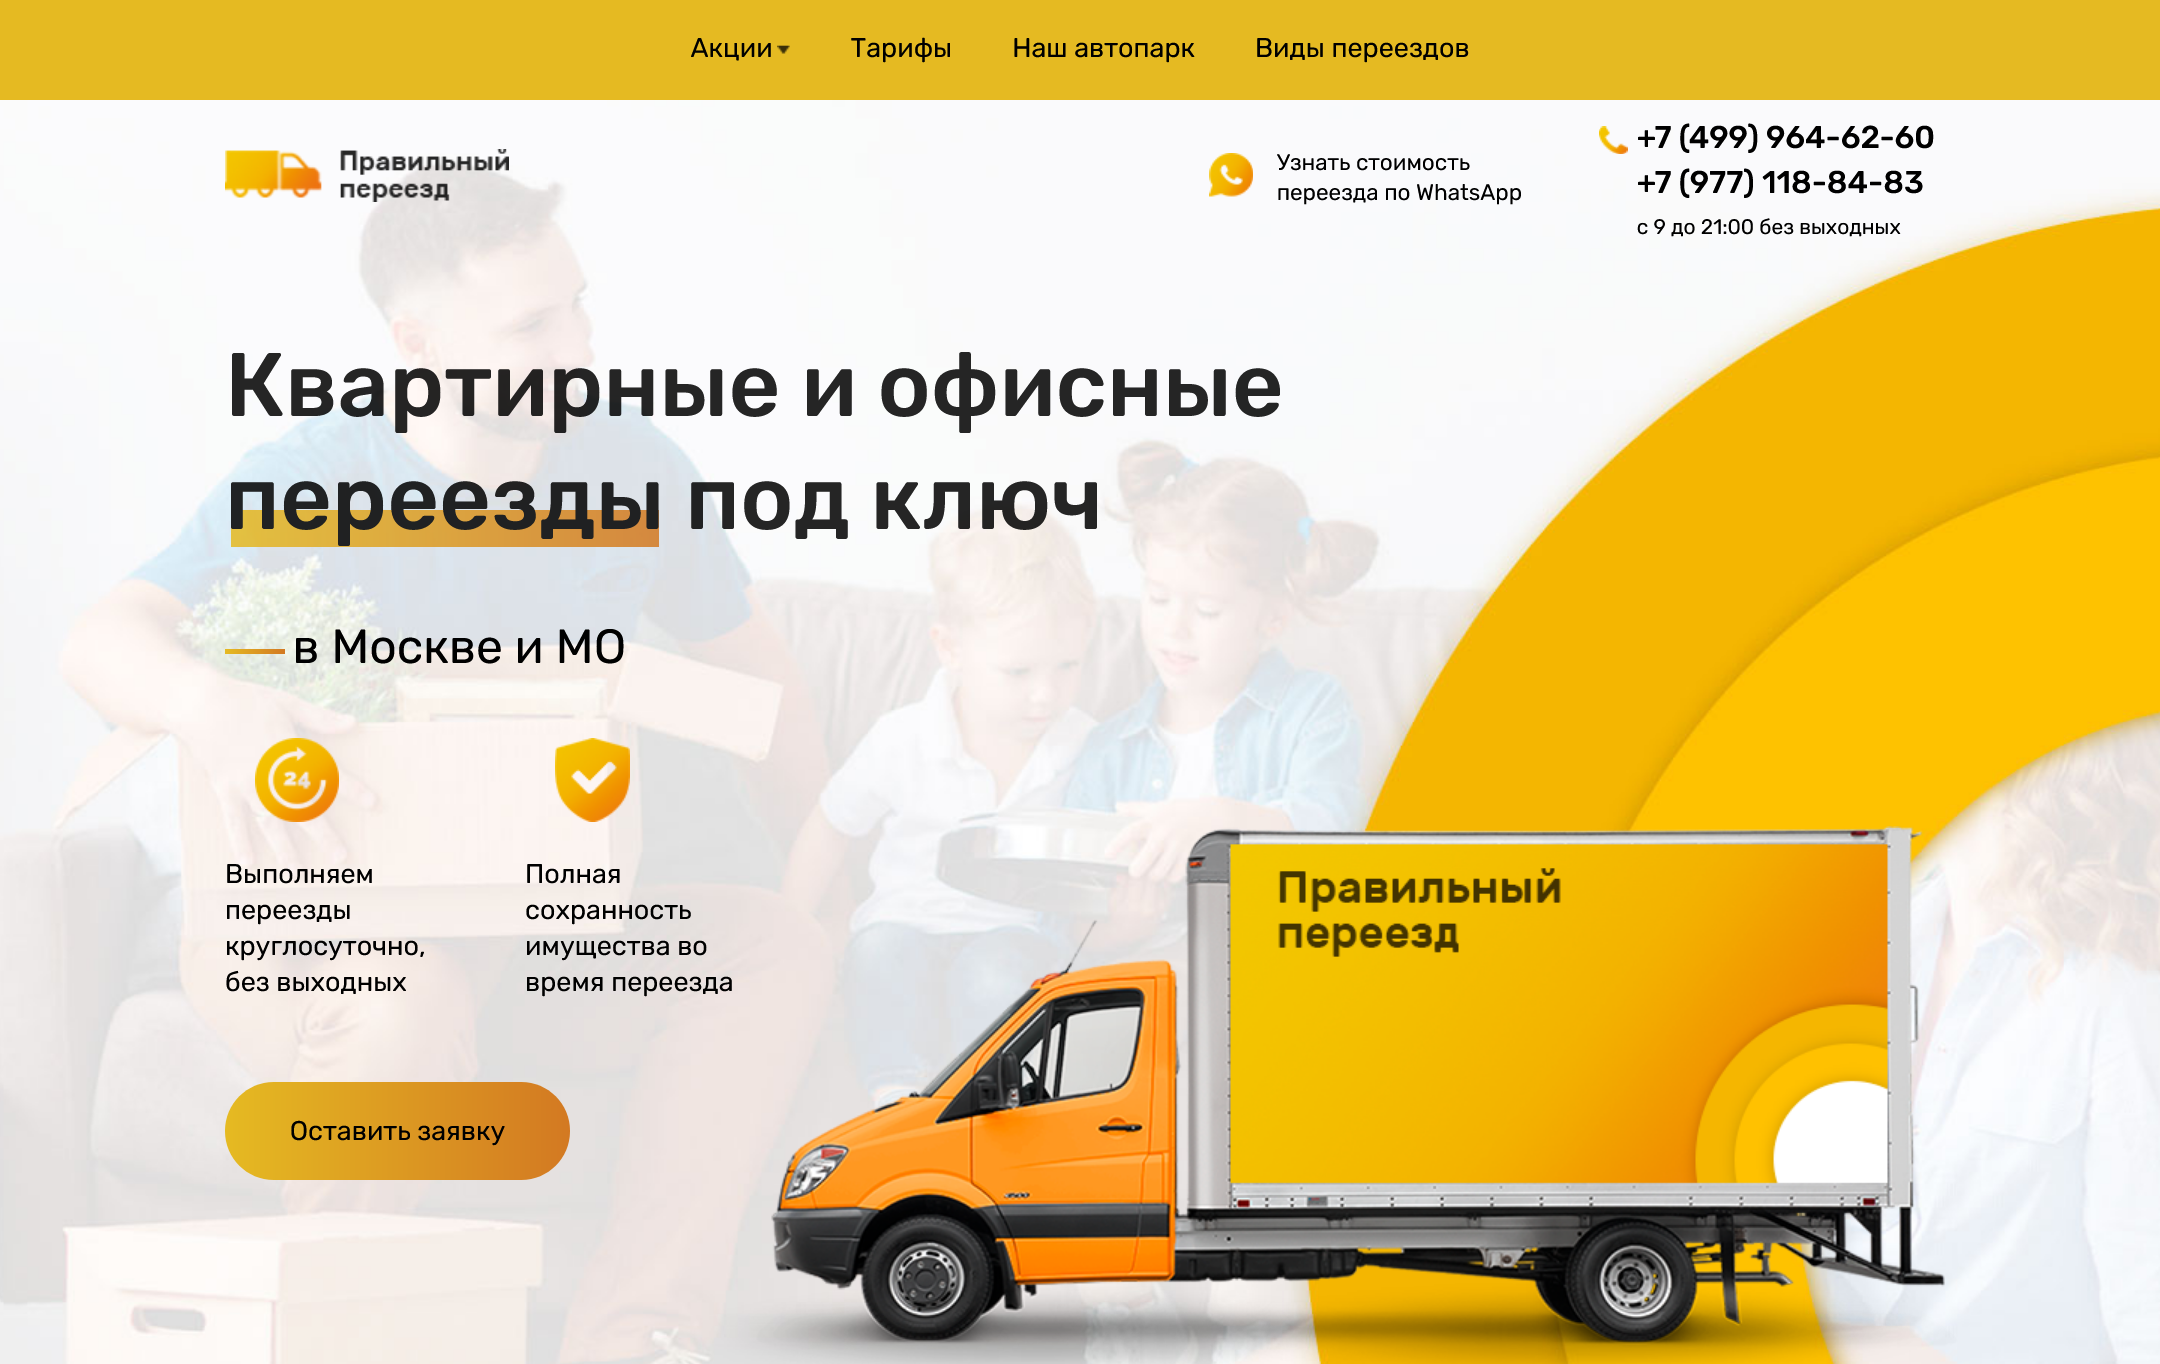 Акции
Тарифы
Наш автопарк
Виды переездов
Правильный
переезд
Узнать стоимость
переезда по WhatsApp
+7 (499) 964-62-60
+7 (977) 118-84-83
с 9 до 21:00 без выходных
Квартирные и офисные
переезды под ключ
в Москве и МО
24
Выполняем
переезды
круглосуточно,
без выходных
Полная
сохранность
имущества во
время переезда
Оставить заявку
Правильный
переезд
3500